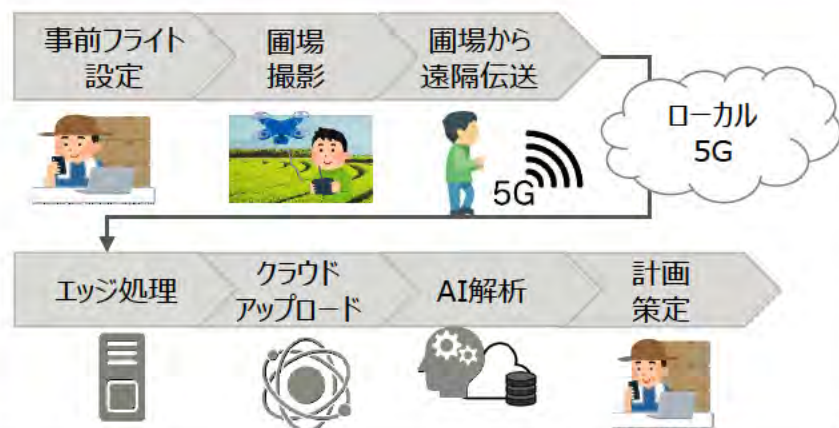 事前フライト
設定
圃場
撮影
圃場から
遠隔伝送
ローカル
5G
5G
エッジ処理
クラウド
アップロード
AI解析
計画
策定